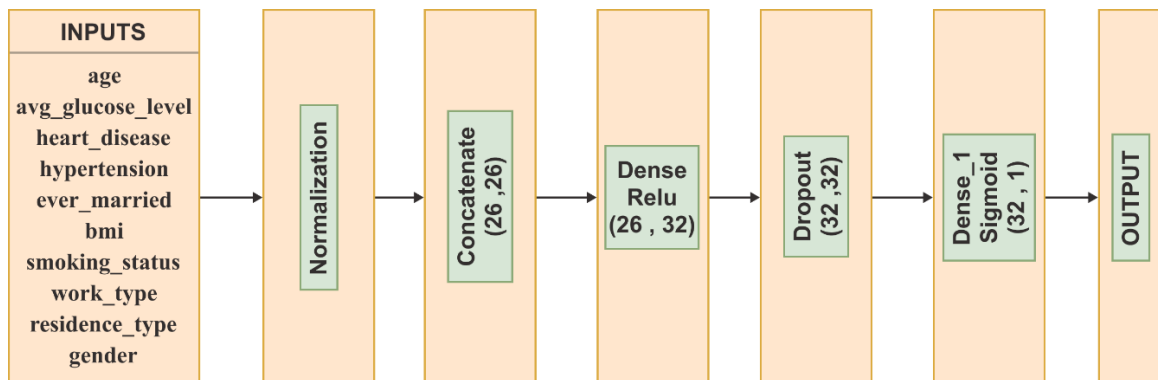 INPUTS
age
avg_glucose_level
heart_disease
hypertension
ever_married
bmi
smoking_status
work_type
residence_type
gender
Normalization
Concatenate
(26 ,26)
Dense
Relu
(26 , 32)
Dropout
(32 ,32)
Dense_1
Sigmoid
(32 , 1)
OUTPUT